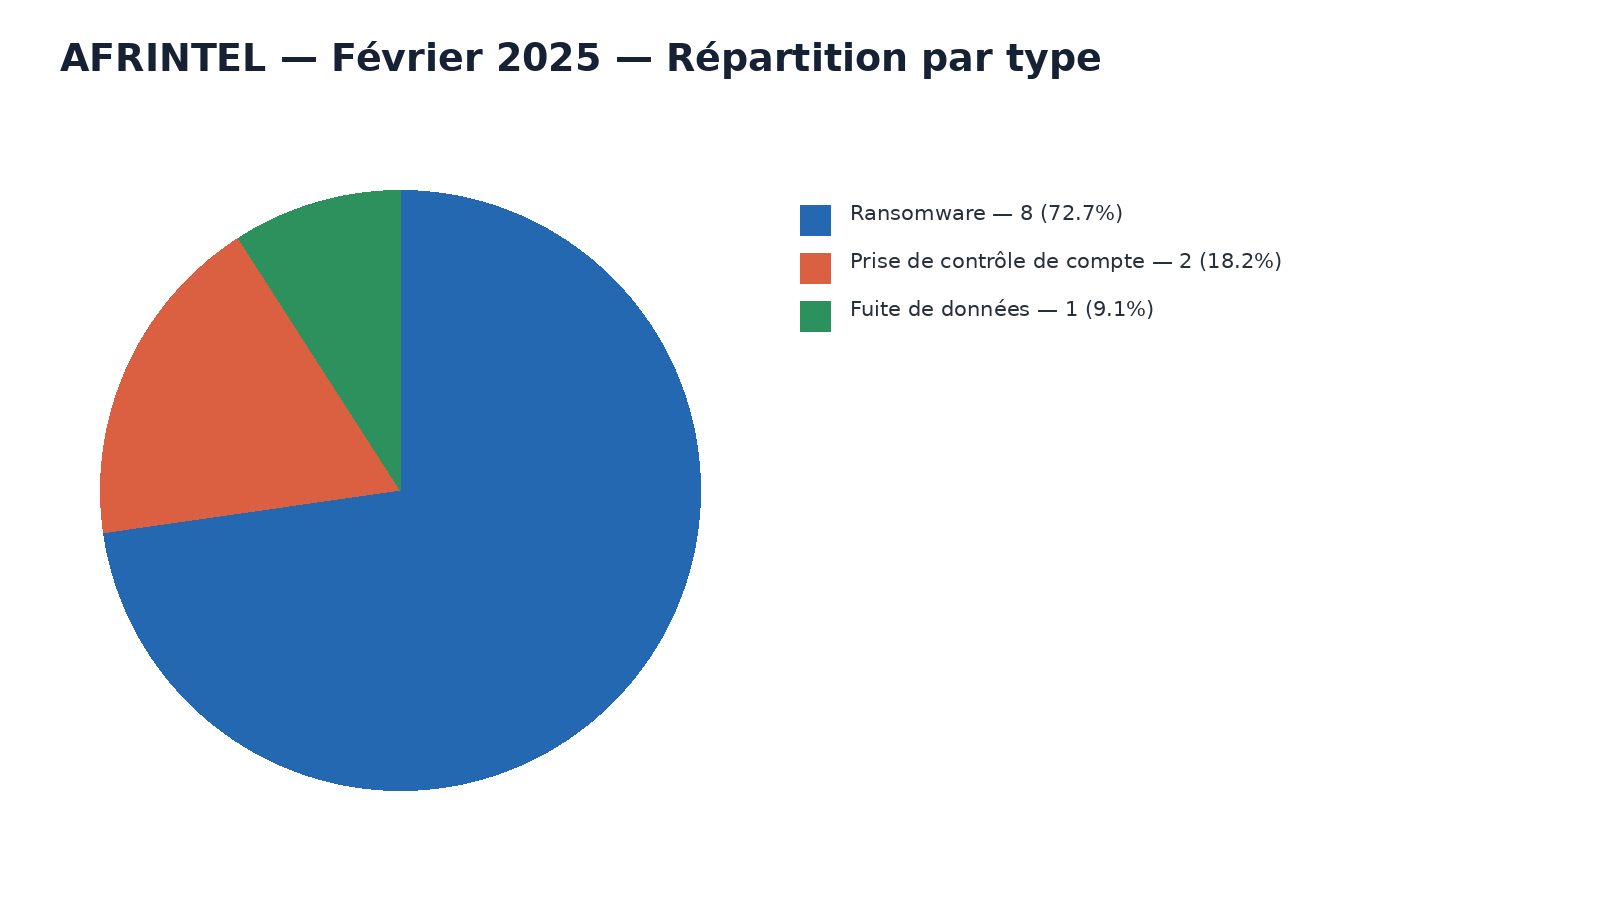 AFRINTEL — Février 2025 — Répartition par type
Ransomware — 8 (72.7%)
Prise de contrôle de compte — 2 (18.2%)
Fuite de données — 1 (9.1%)